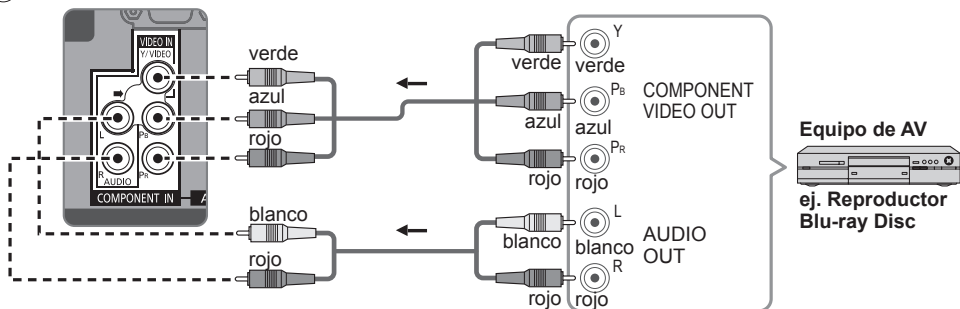 VIDEO IN
Y/VIDEO
L
PB
R
AUDIO
PR
COMPONENT IN
A
verde
azul
rojo
blanco
rojo
verde
azul
rojo
blanco
rojo
Y
verde
PB
azul
PR
rojo
L
blanco
R
rojo
COMPONENT
VIDEO OUT
AUDIO
OUT
Equipo de AV
ej. Reproductor
Blu-ray Disc